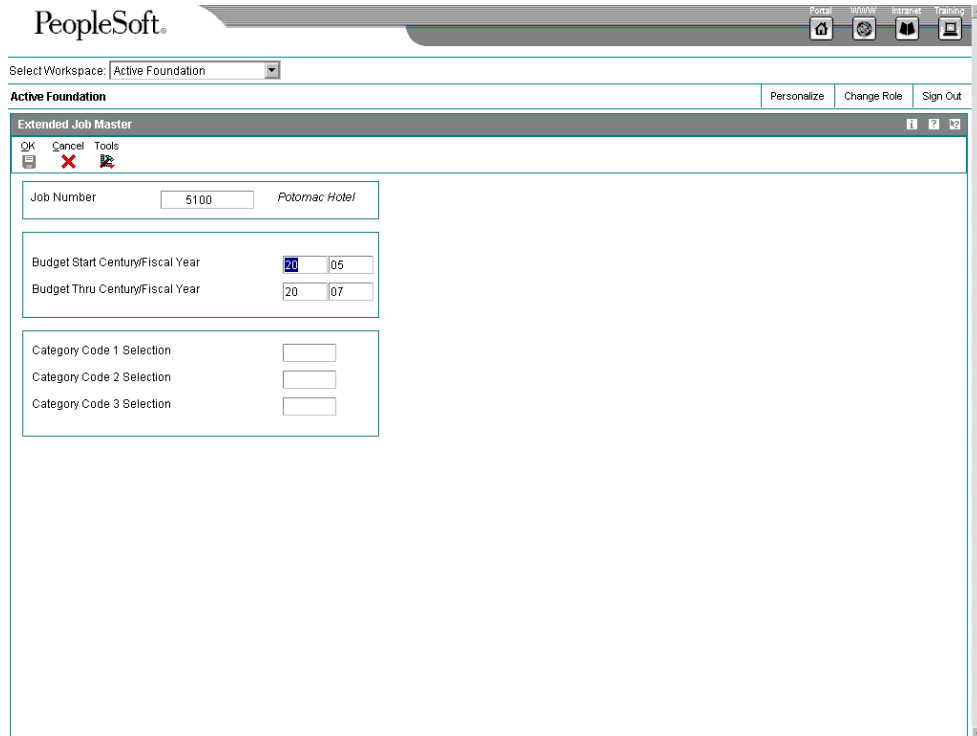 PeopleSoft®
Portal WWW Intranet Training
Select Workspace: Active Foundation
Active Foundation Personalize Change Role Sign Out
Extended Job Master
OK Cancel Tools
Job Number 5100 Potomac Hotel
Budget Start Century/Fiscal Year 20 05
Budget Thru Century/Fiscal Year 20 07
Category Code 1 Selection
Category Code 2 Selection
Category Code 3 Selection